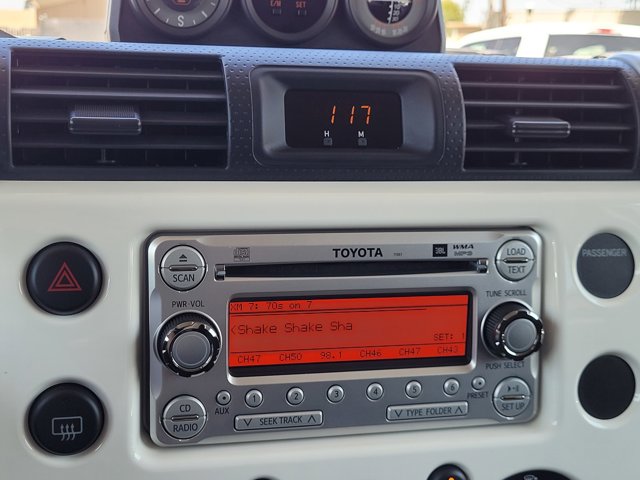 S
E/M SET
117
H M
TOYOTA
JBL WMA
MP3
SCAN
LOAD
TEXT
PASSENGER
PWR·VOL
TUNE SCROLL
XM 7: 70s on 7
<Shake Shake Sha
SET: 1
CH47 CH50 98.1 CH46 CH47 CH43
PUSH SELECT
AUX 1 2 3 4 5 6 PRESET
CD
RADIO
SEEK TRACK
TYPE FOLDER
SET UP